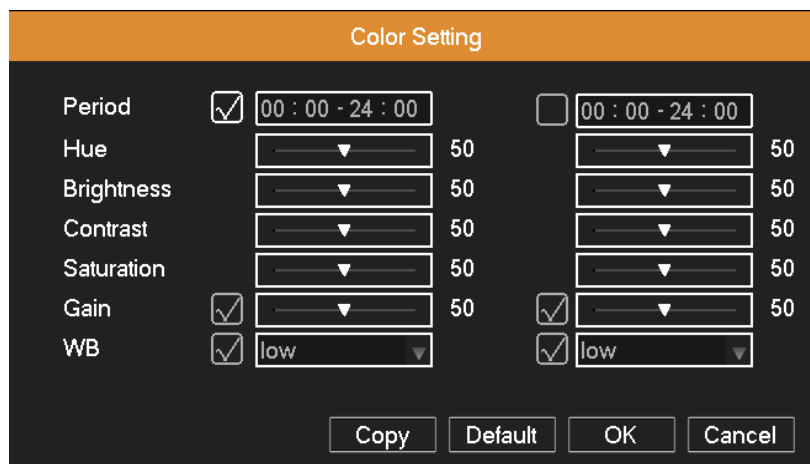 Color Setting
Period 00 : 00 - 24 : 00 00 : 00 - 24 : 00
Hue 50 50
Brightness 50 50
Contrast 50 50
Saturation 50 50
Gain 50 50
WB low low
Copy Default OK Cancel